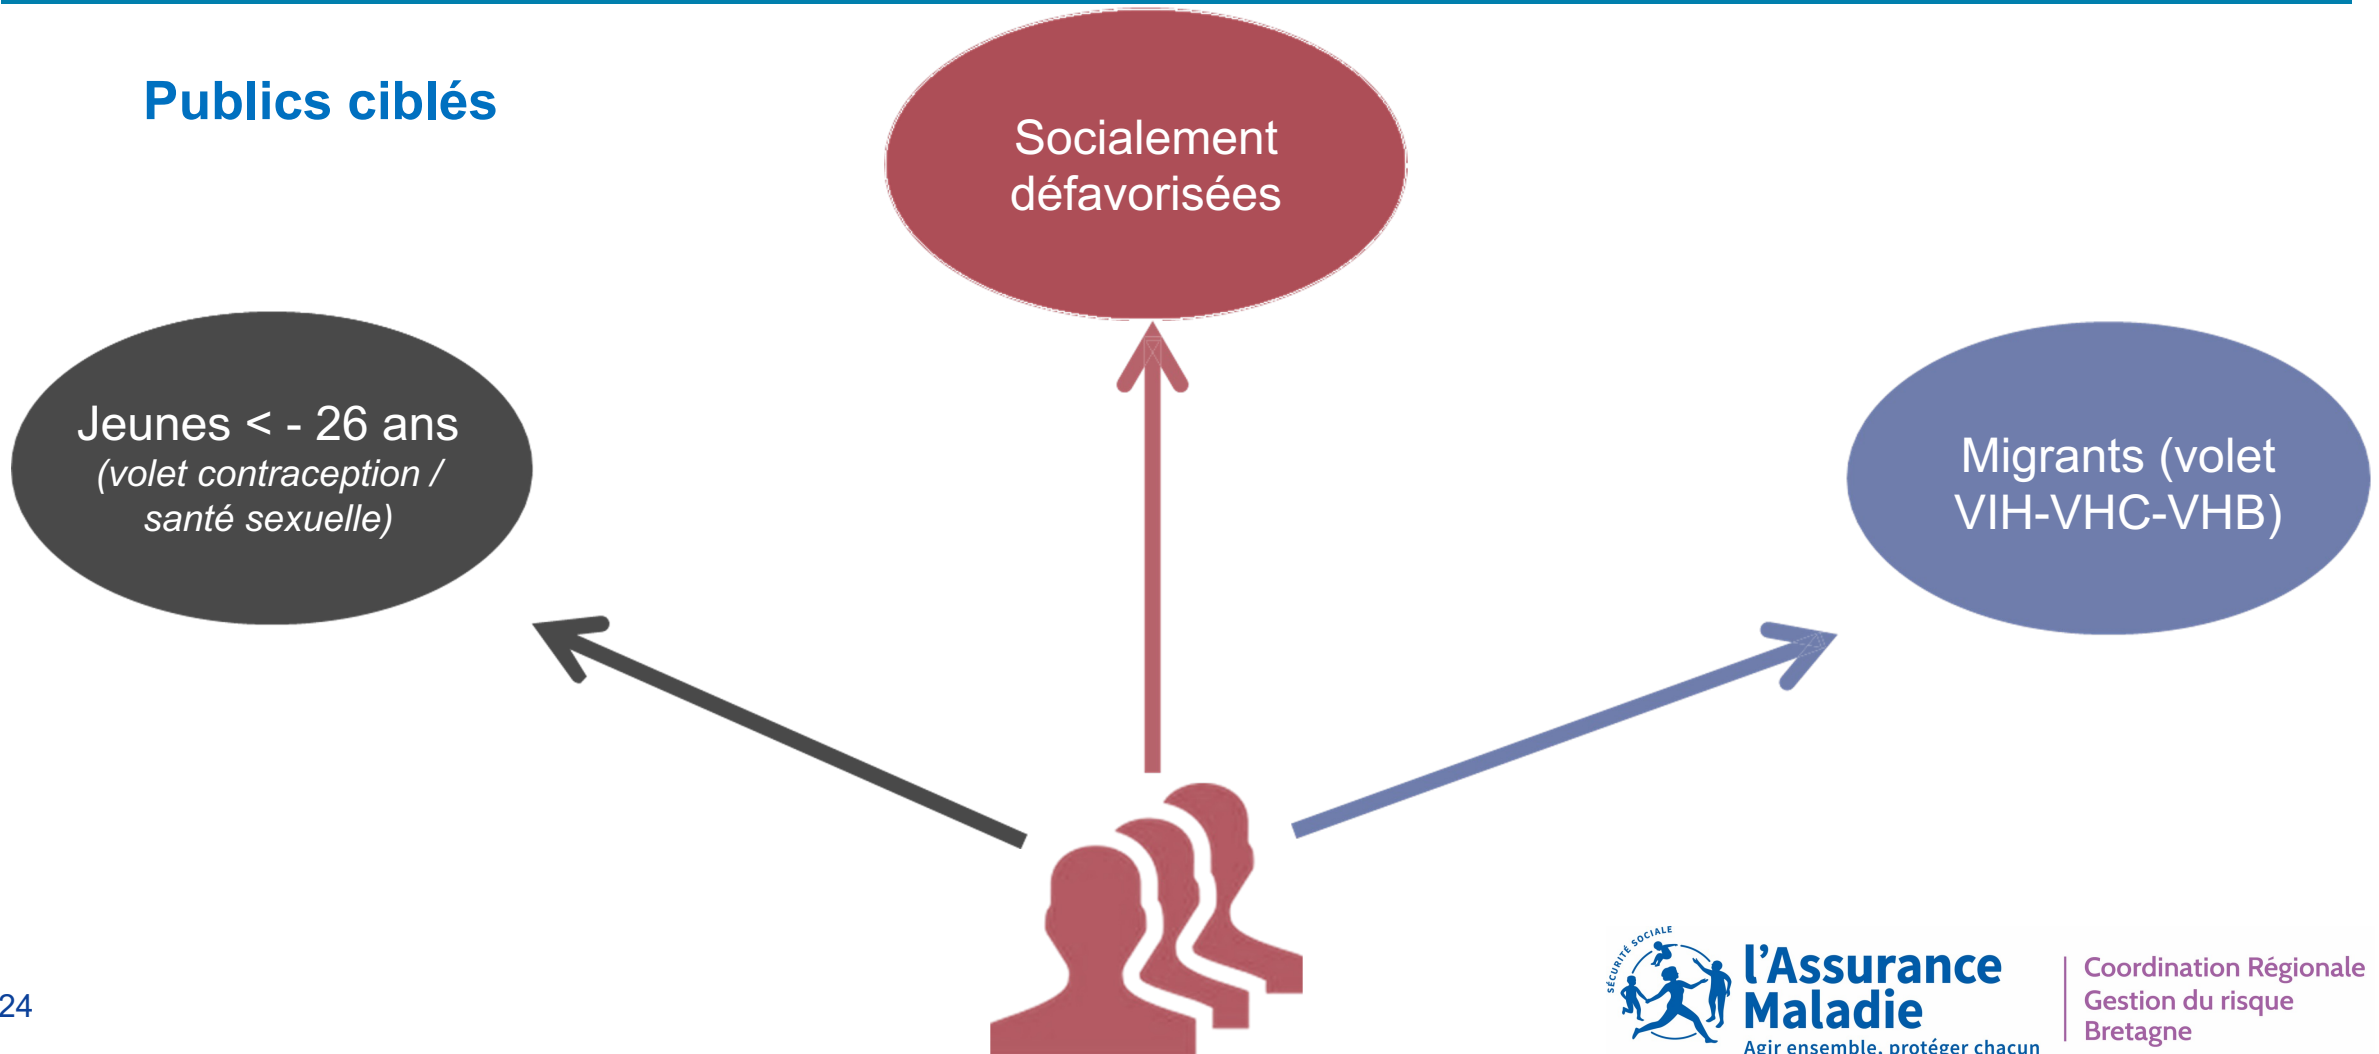 Publics ciblés
Socialement
défavorisées
Jeunes < - 26 ans
(volet contraception /
santé sexuelle)
Migrants (volet
VIH-VHC-VHB)
24
SÉCURITÉ SOCIALE
l'Assurance
Maladie
Agir ensemble, protéger chacun
Coordination Régionale
Gestion du risque
Bretagne